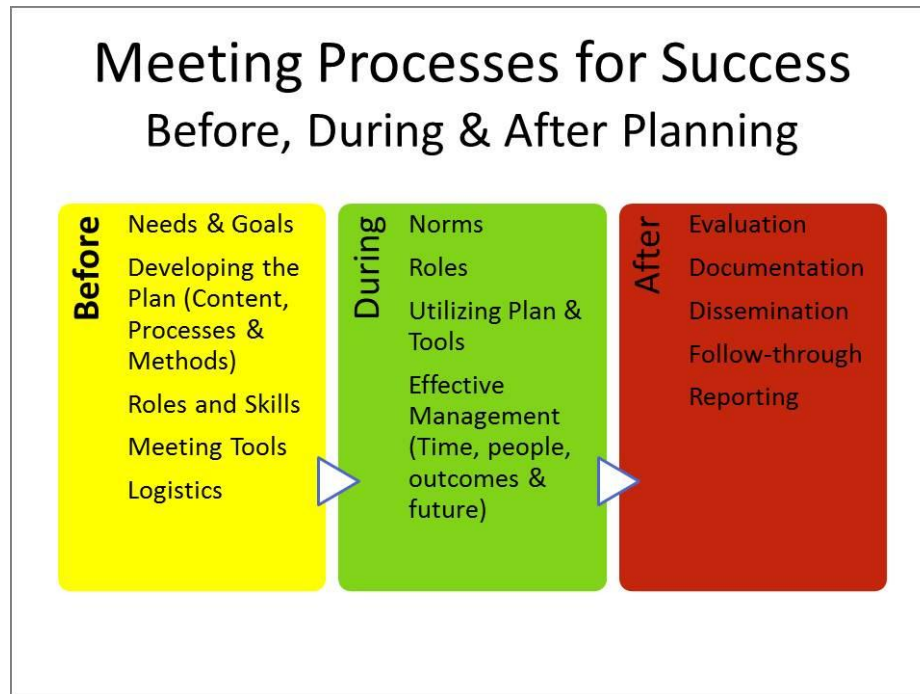 Meeting Processes for Success
Before, During & After Planning
Before
Needs & Goals
Developing the
Plan (Content,
Processes &
Methods)
Roles and Skills
Meeting Tools
Logistics
During
Norms
Roles
Utilizing Plan &
Tools
Effective
Management
(Time, people,
outcomes &
future)
After
Evaluation
Documentation
Dissemination
Follow-through
Reporting